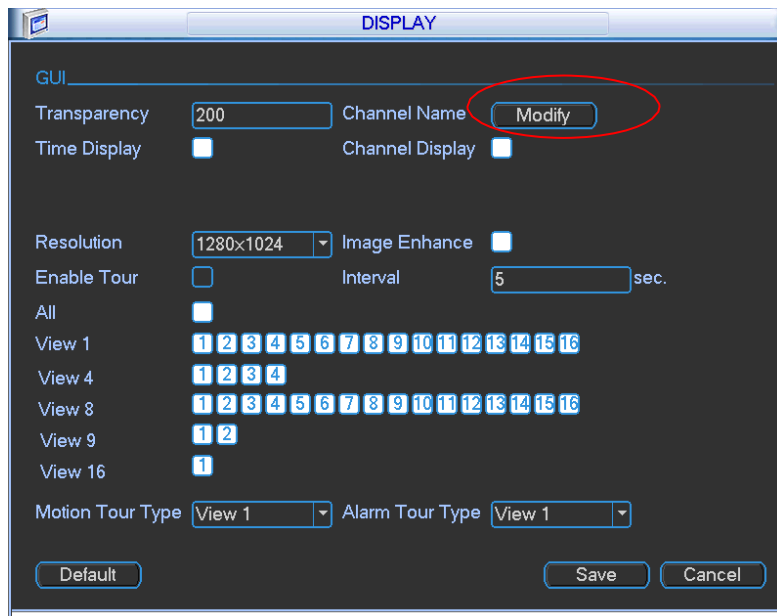 DISPLAY
GUI
Transparency 200 Channel Name Modify
Time Display Channel Display
Resolution 1280×1024 Image Enhance
Enable Tour Interval 5 sec.
All
View 1 1 2 3 4 5 6 7 8 9 10 11 12 13 14 15 16
View 4 1 2 3 4
View 8 1 2 3 4 5 6 7 8 9 10 11 12 13 14 15 16
View 9 1 2
View 16 1
Motion Tour Type View 1 Alarm Tour Type View 1
Default Save Cancel